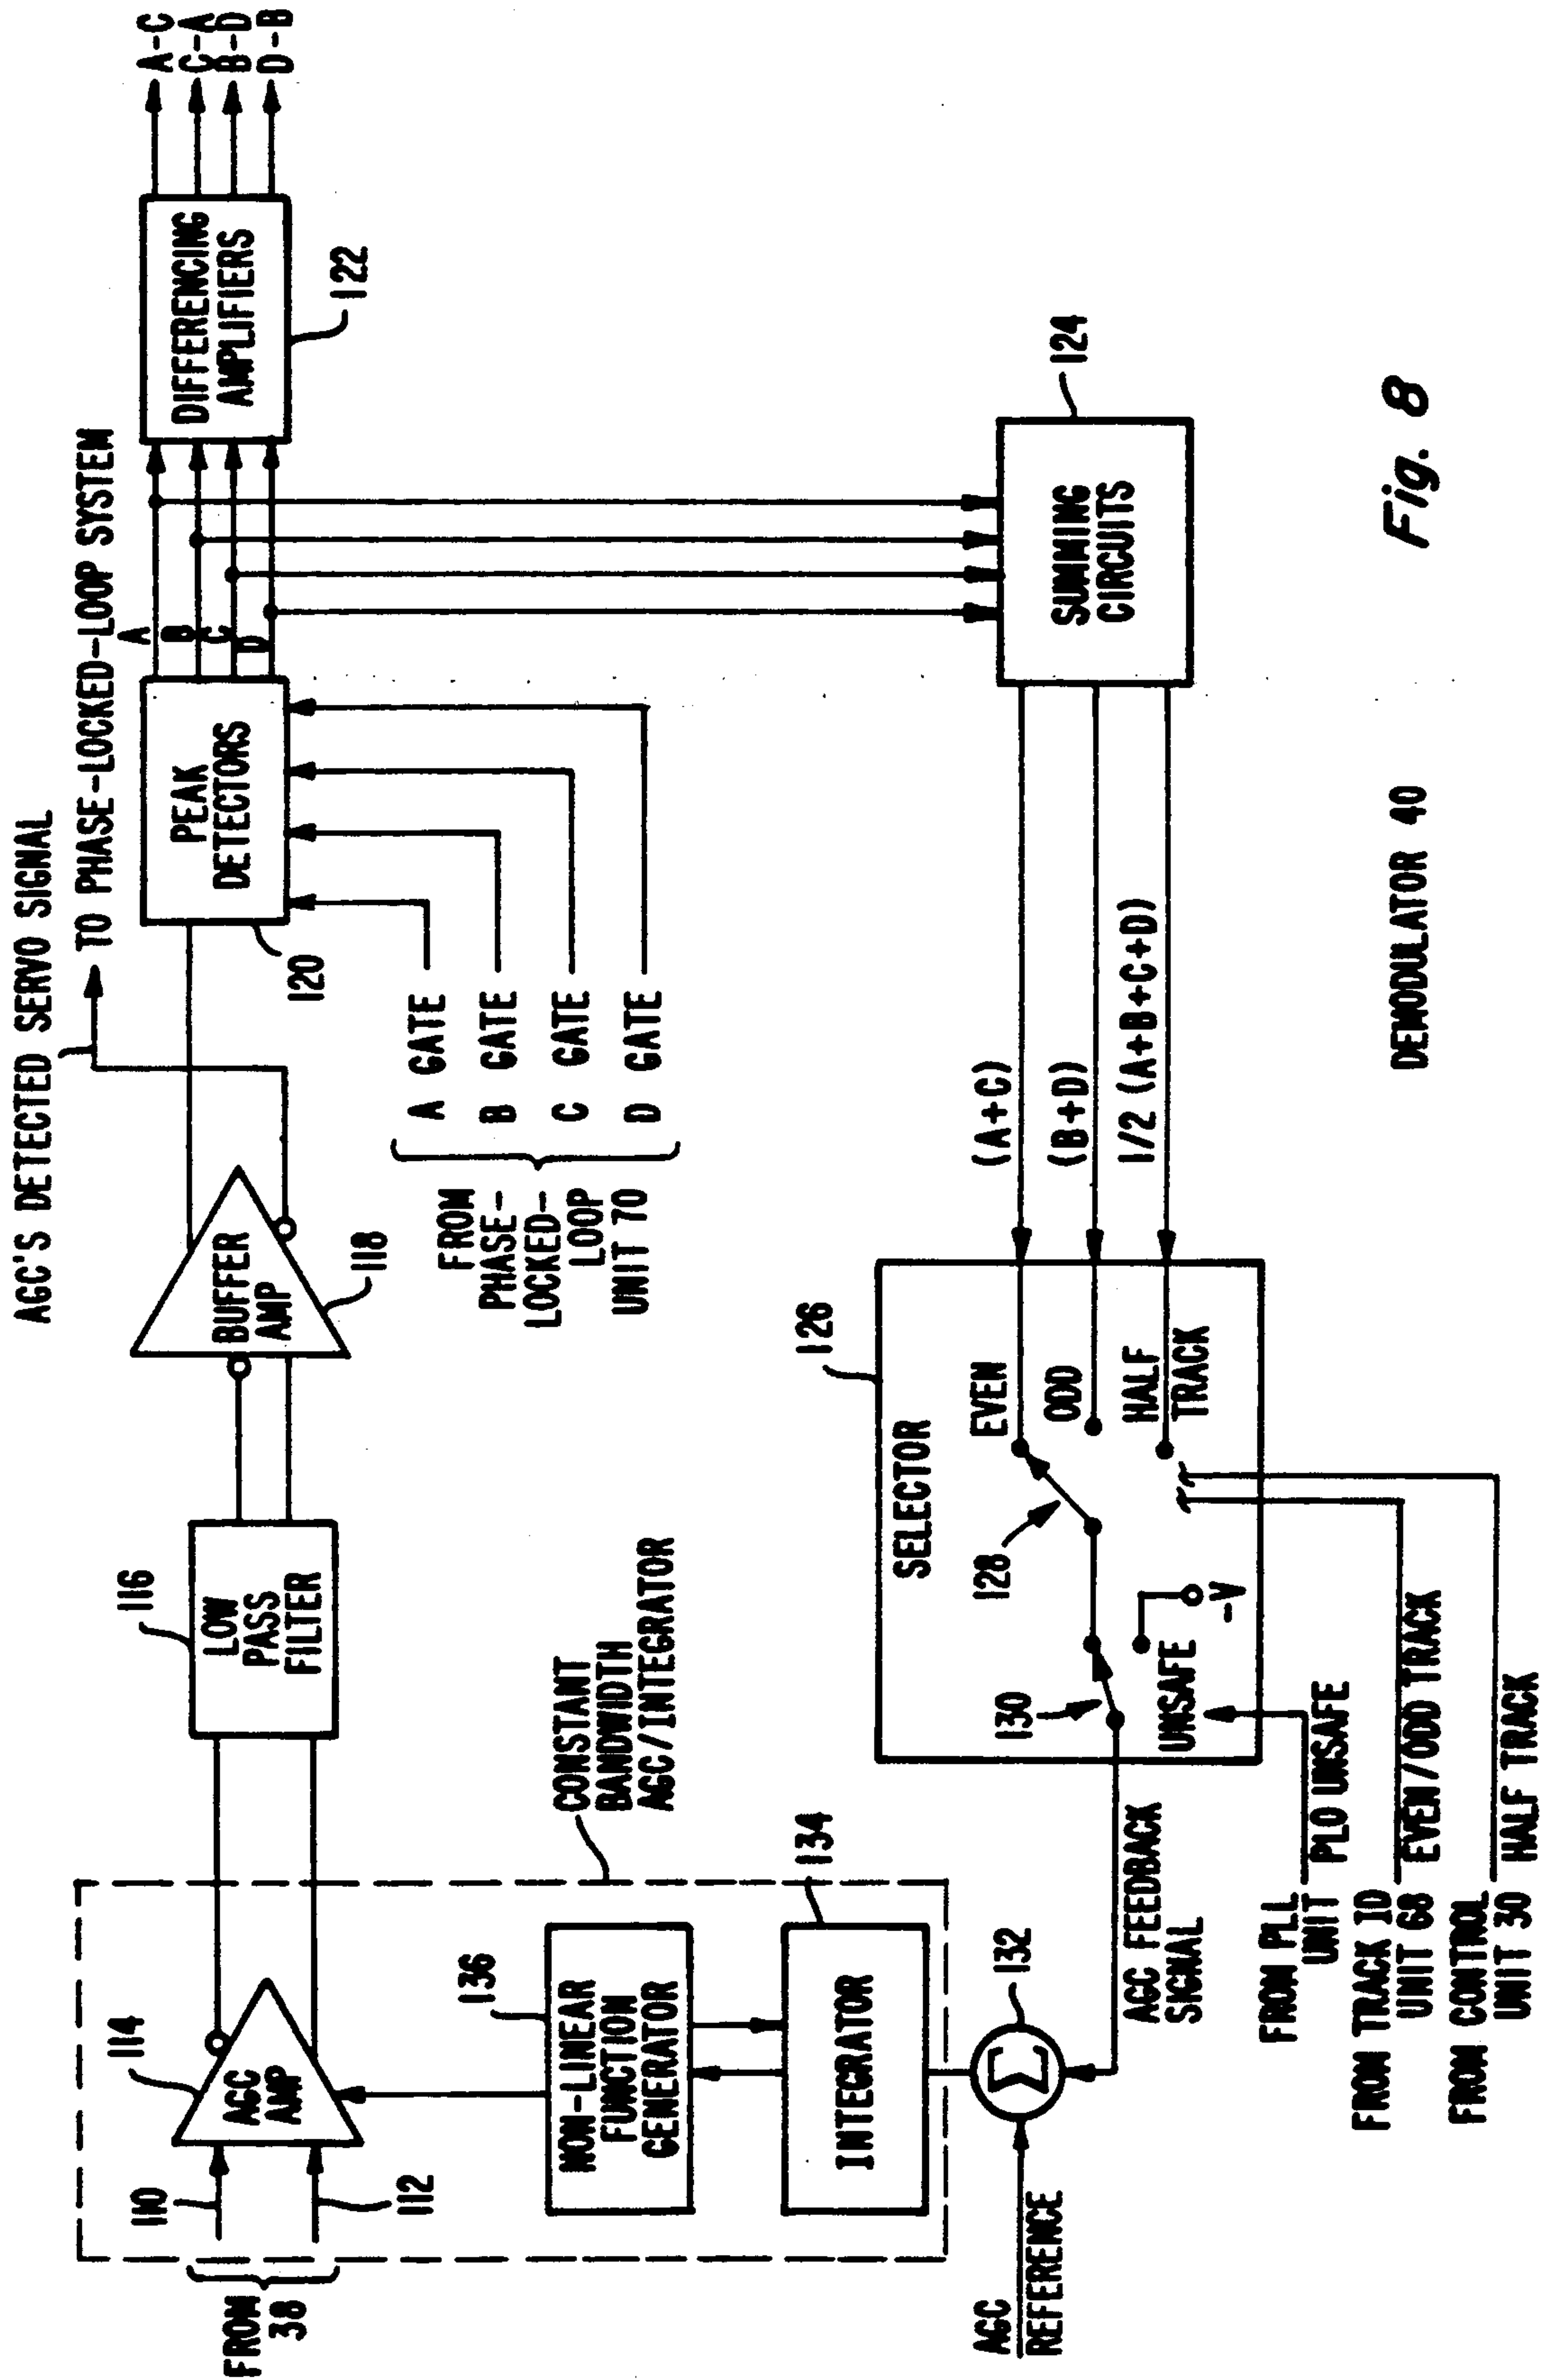 AGC'S DETECTED SERVO SIGNAL
TO PHASE-LOCKED-LOOP SYSTEM
FROM
38
110
112
114
AGC
AMP
116
LOW
PASS
FILTER
BUFFER
AMP
118
PEAK
DETECTORS
120
A
B
C
D
DIFFERENCING
AMPLIFIERS
122
A-C
C-A
B-D
D-B
FROM
PHASE-
LOCKED-
LOOP
UNIT 70
A GATE
B GATE
C GATE
D GATE
CONSTANT
BANDWIDTH
AGC/INTEGRATOR
136
NON-LINEAR
FUNCTION
GENERATOR
134
INTEGRATOR
AGC
REFERENCE
Σ
132
AGC FEEDBACK
SIGNAL
126
SELECTOR
EVEN
ODD
HALF
TRACK
128
130
UNSAFE
-V
(A+C)
(B+D)
1/2 (A+B+C+D)
124
SUMMING
CIRCUITS
FROM PLL
UNIT
PLO UNSAFE
FROM TRACK ID
UNIT 68
EVEN/ODD TRACK
FROM CONTROL
UNIT 30
HALF TRACK
DEMODULATOR 40
Fig. 8